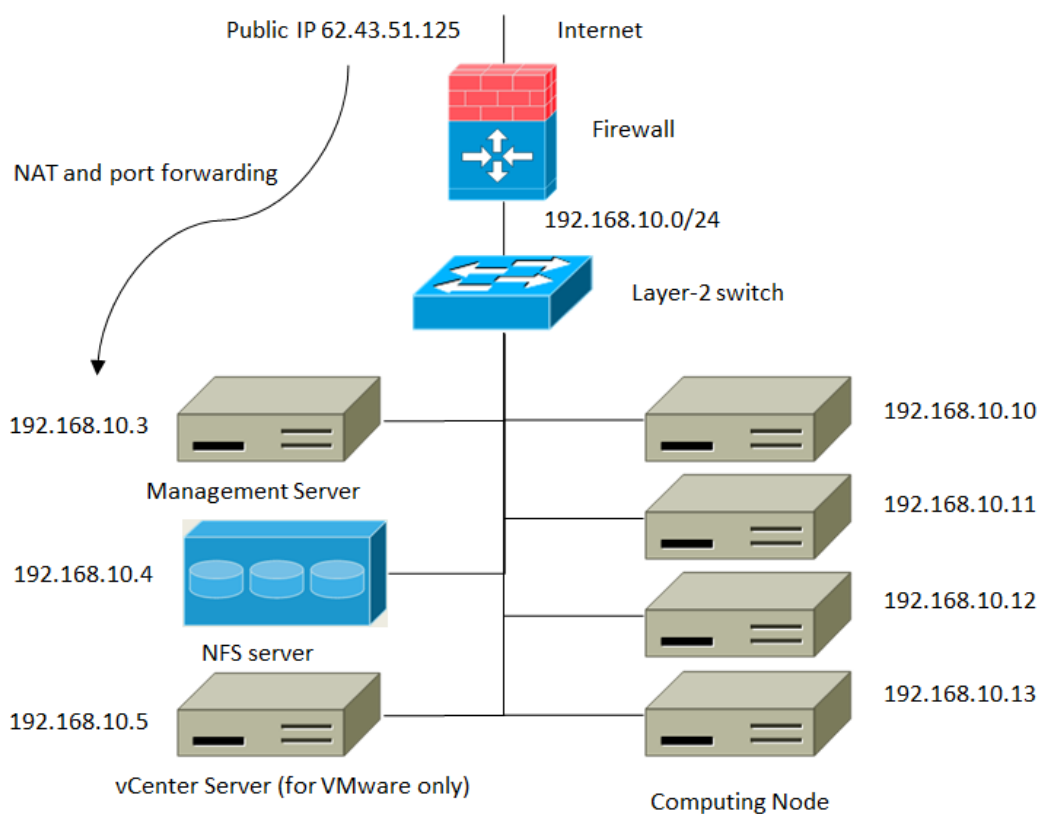 Public IP 62.43.51.125
Internet
Firewall
NAT and port forwarding
192.168.10.0/24
Layer-2 switch
192.168.10.3
Management Server
192.168.10.4
NFS server
192.168.10.5
vCenter Server (for VMware only)
192.168.10.10
192.168.10.11
192.168.10.12
192.168.10.13
Computing Node